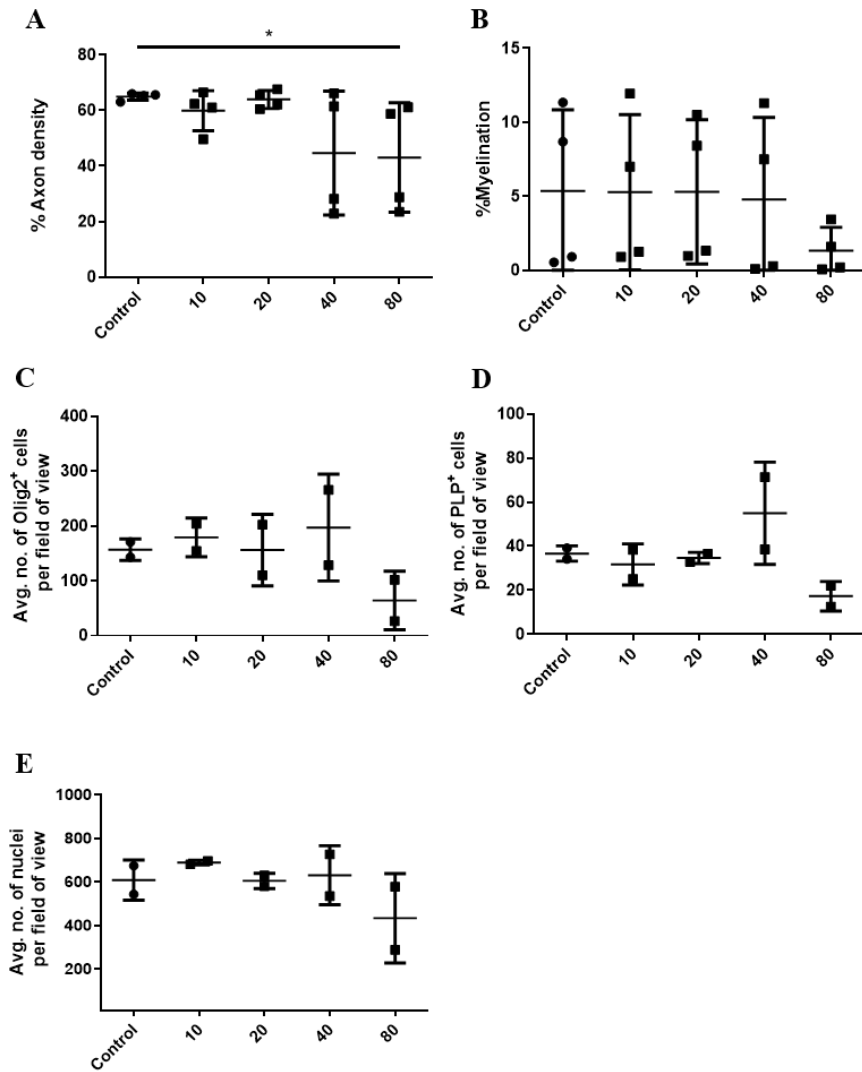 A
*
% Axon density
80
60
40
20
0
Control
10
20
40
80
B
%Myelination
15
10
5
0
Control
10
20
40
80
C
Avg. no. of Olig2⁺ cells
per field of view
400
300
200
100
0
Control
10
20
40
80
D
Avg. no. of PLP⁺ cells
per field of view
100
80
60
40
20
0
Control
10
20
40
80
E
Avg. no. of nuclei
per field of view
1000
800
600
400
200
Control
10
20
40
80